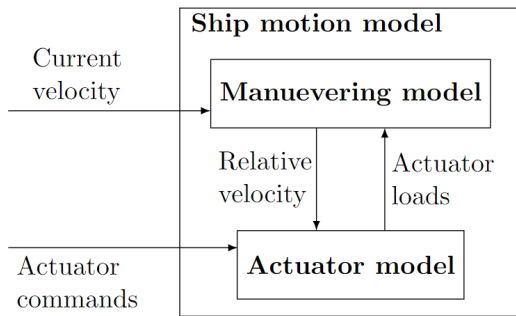 Ship motion model
Current
velocity
Manuevering model
Relative
velocity
Actuator
loads
Actuator model
Actuator
commands